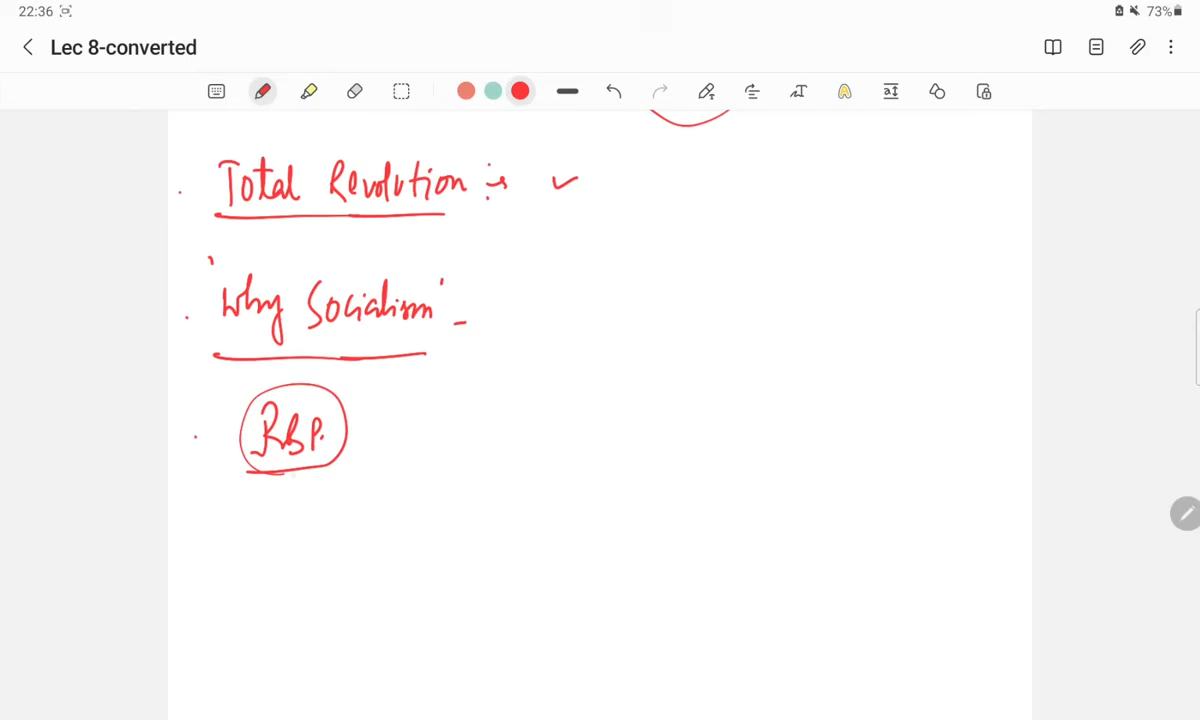 22:36 73%
Lec 8-converted
. Total Revolution :-
. 'Why Socialism' -
. RBP.